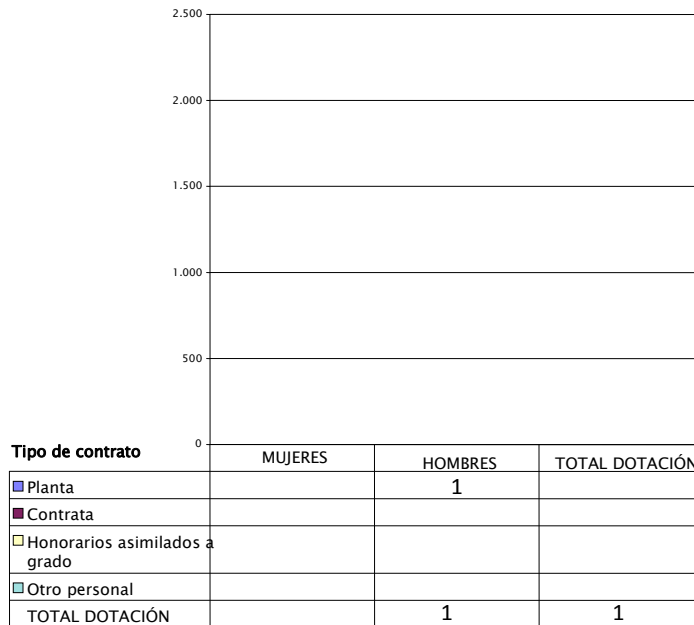 2.500
2.000
1.500
1.000
500
0
Tipo de contrato MUJERES HOMBRES TOTAL DOTACIÓN
Planta 1
Contrata
Honorarios asimilados a
grado
Otro personal
TOTAL DOTACIÓN 1 1